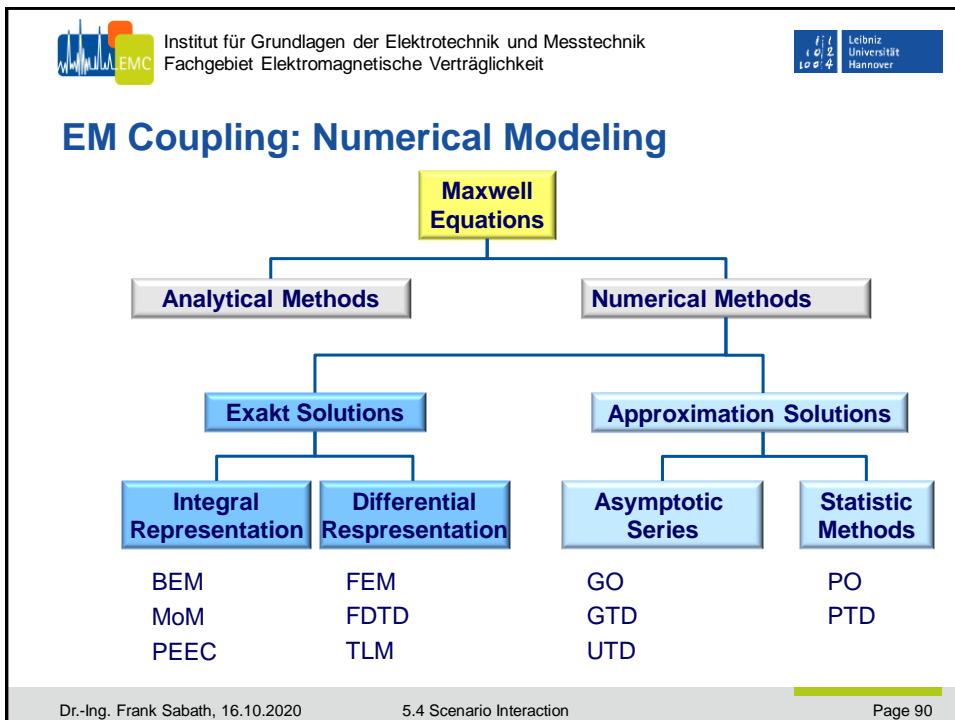 Institut für Grundlagen der Elektrotechnik und Messtechnik
Fachgebiet Elektromagnetische Verträglichkeit
EMC
Leibniz
Universität
Hannover
EM Coupling: Numerical Modeling
Maxwell
Equations
Analytical Methods
Numerical Methods
Exakt Solutions
Approximation Solutions
Integral
Representation
Differential
Respresentation
Asymptotic
Series
Statistic
Methods
BEM
MoM
PEEC
FEM
FDTD
TLM
GO
GTD
UTD
PO
PTD
Dr.-Ing. Frank Sabath, 16.10.2020
5.4 Scenario Interaction
Page 90